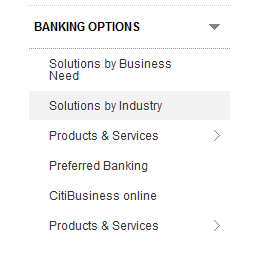 BANKING OPTIONS
Solutions by Business
Need
Solutions by Industry
Products & Services
Preferred Banking
CitiBusiness online
Products & Services